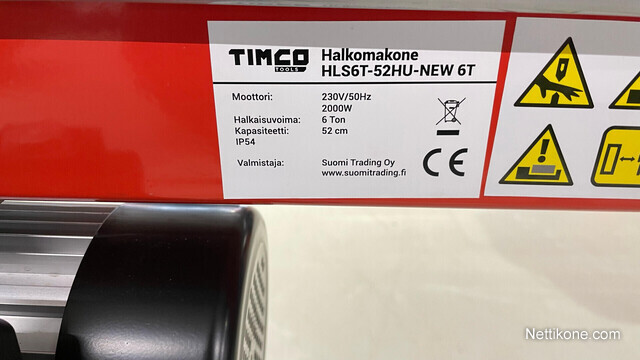 TIMCO
TOOLS
Halkomakone
HLS6T-52HU-NEW 6T
Moottori: 230V/50Hz
2000W
Halkaisuvoima: 6 Ton
Kapasiteetti: 52 cm
IP54
Valmistaja: Suomi Trading Oy
www.suomitrading.fi
CE
Nettikone.com